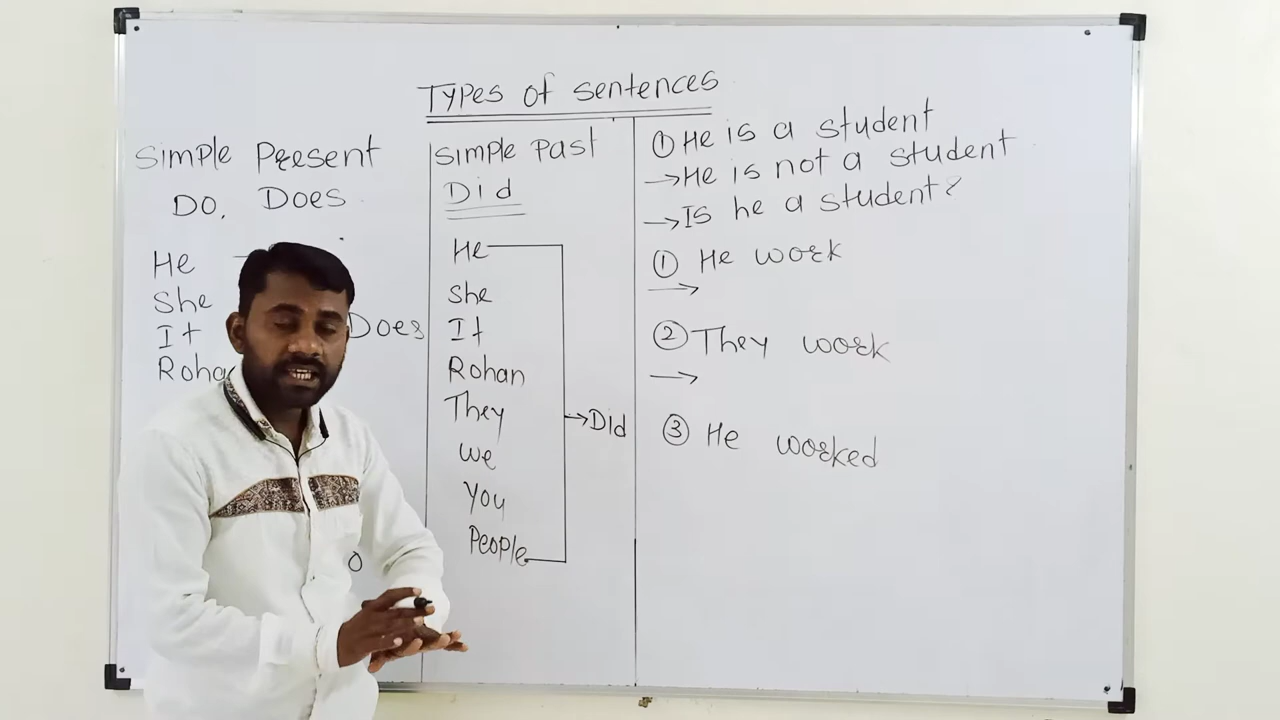 Types of sentences
Simple Present
Do, Does
He
She
It
Does
Simple Past
Did
He
She
It
Rohan
They
We
You
People
Did
① He is a student
→ He is not a student
→ Is he a student?
① He work
→
② They work
→
③ He worked